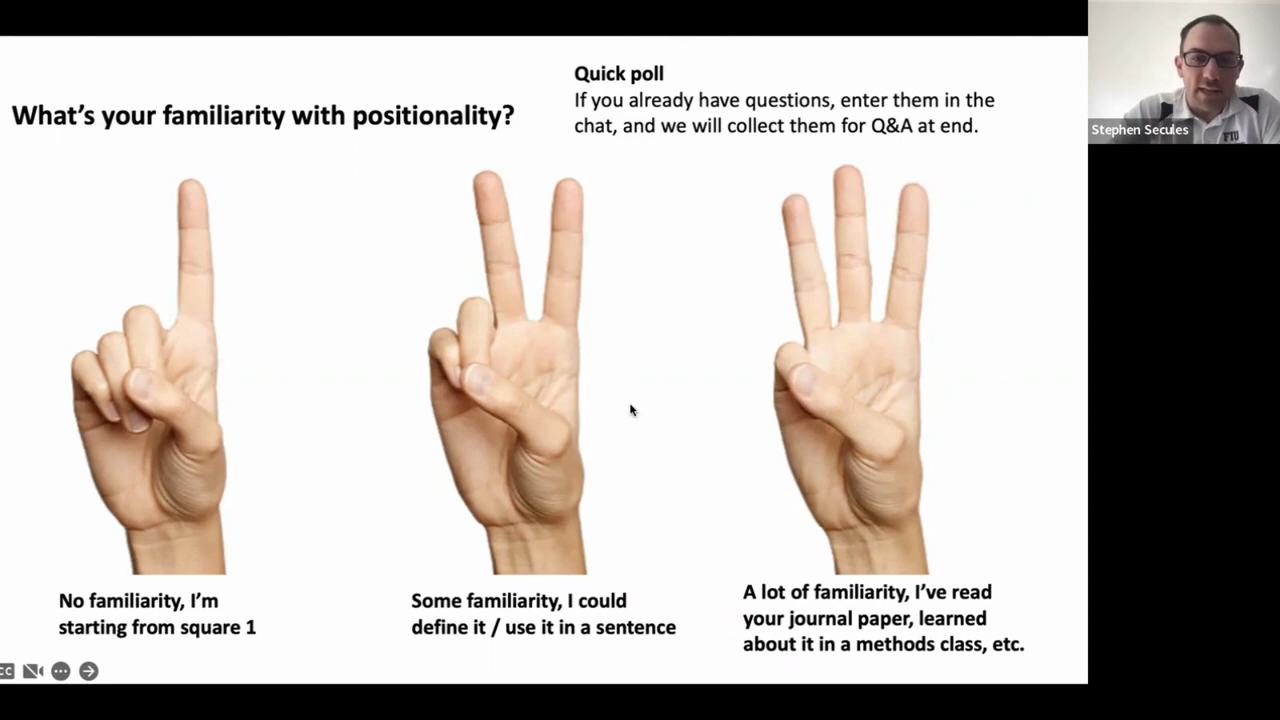 What's your familiarity with positionality?
Quick poll
If you already have questions, enter them in the
chat, and we will collect them for Q&A at end.
Stephen Secules
FIU
No familiarity, I'm
starting from square 1
Some familiarity, I could
define it / use it in a sentence
A lot of familiarity, I've read
your journal paper, learned
about it in a methods class, etc.
CC